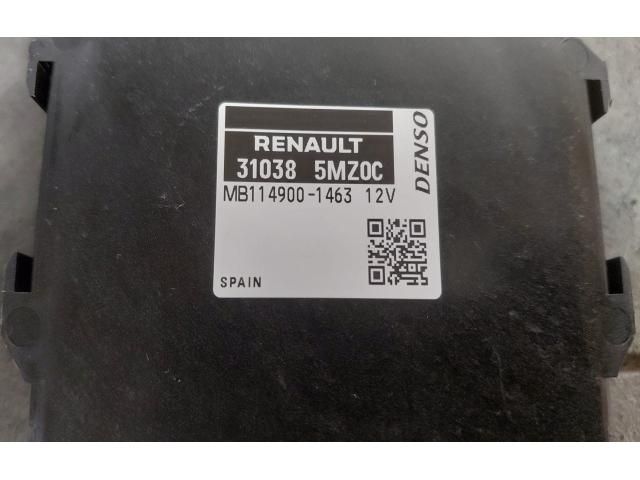 RENAULT
31038 5MZ0C
MB114900-1463 12V
DENSO
SPAIN